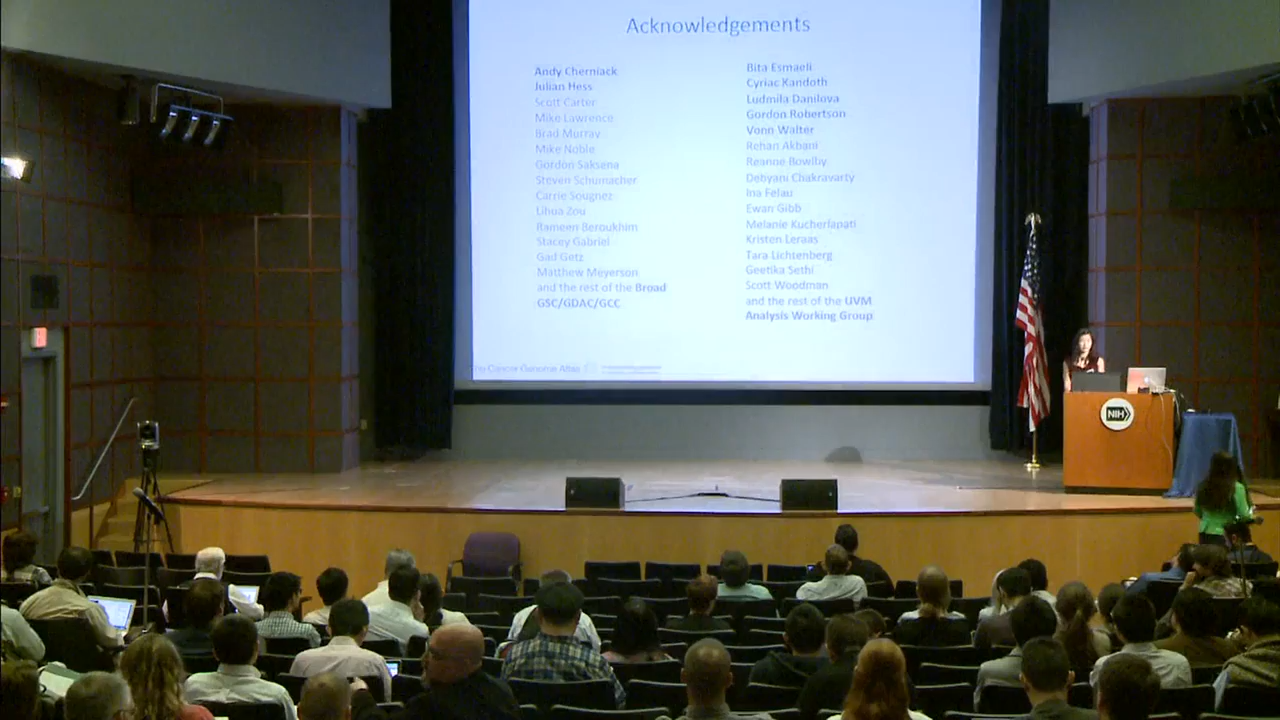 Acknowledgements
Andy Cherniack
Julian Hess
Scott Carter
Mike Lawrence
Brad Murray
Mike Noble
Gordon Saksena
Steven Schumacher
Carrie Sougnez
Lihua Zou
Rameen Beroukhim
Stacey Gabriel
Gad Getz
Matthew Meyerson
and the rest of the Broad
GSC/GDAC/GCC
Bita Esmaeli
Cyriac Kandoth
Ludmila Danilova
Gordon Robertson
Vonn Walter
Rehan Akbani
Reanne Bowlby
Debyani Chakravarty
Ina Felau
Ewan Gibb
Melanie Kucherlapati
Kristen Leraas
Tara Lichtenberg
Geetika Sethi
Scott Woodman
and the rest of the UVM
Analysis Working Group
The Cancer Genome Atlas
NIH